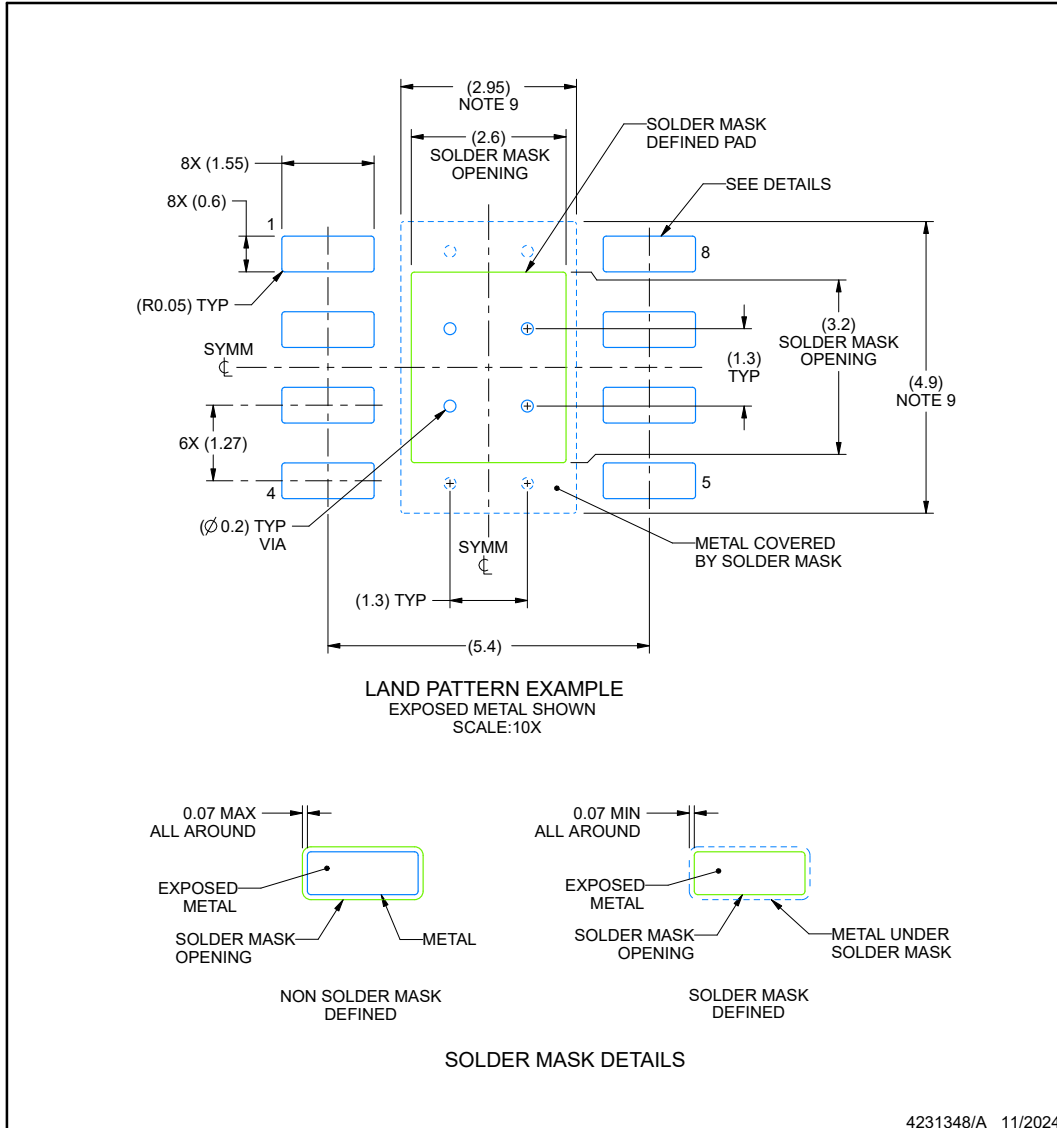 (2.95)
NOTE 9
(2.6)
SOLDER MASK
OPENING
SOLDER MASK
DEFINED PAD
8X (1.55)
SEE DETAILS
8X (0.6)
1
8
(R0.05) TYP
SYMM
℄
(3.2)
SOLDER MASK
OPENING
(1.3)
TYP
(4.9)
NOTE 9
6X (1.27)
4
5
(Ø 0.2) TYP
VIA
SYMM
℄
METAL COVERED
BY SOLDER MASK
(1.3) TYP
(5.4)
LAND PATTERN EXAMPLE
EXPOSED METAL SHOWN
SCALE:10X
0.07 MAX
ALL AROUND
EXPOSED
METAL
SOLDER MASK
OPENING
METAL
NON SOLDER MASK
DEFINED
0.07 MIN
ALL AROUND
EXPOSED
METAL
SOLDER MASK
OPENING
METAL UNDER
SOLDER MASK
SOLDER MASK
DEFINED
SOLDER MASK DETAILS
4231348/A 11/2024